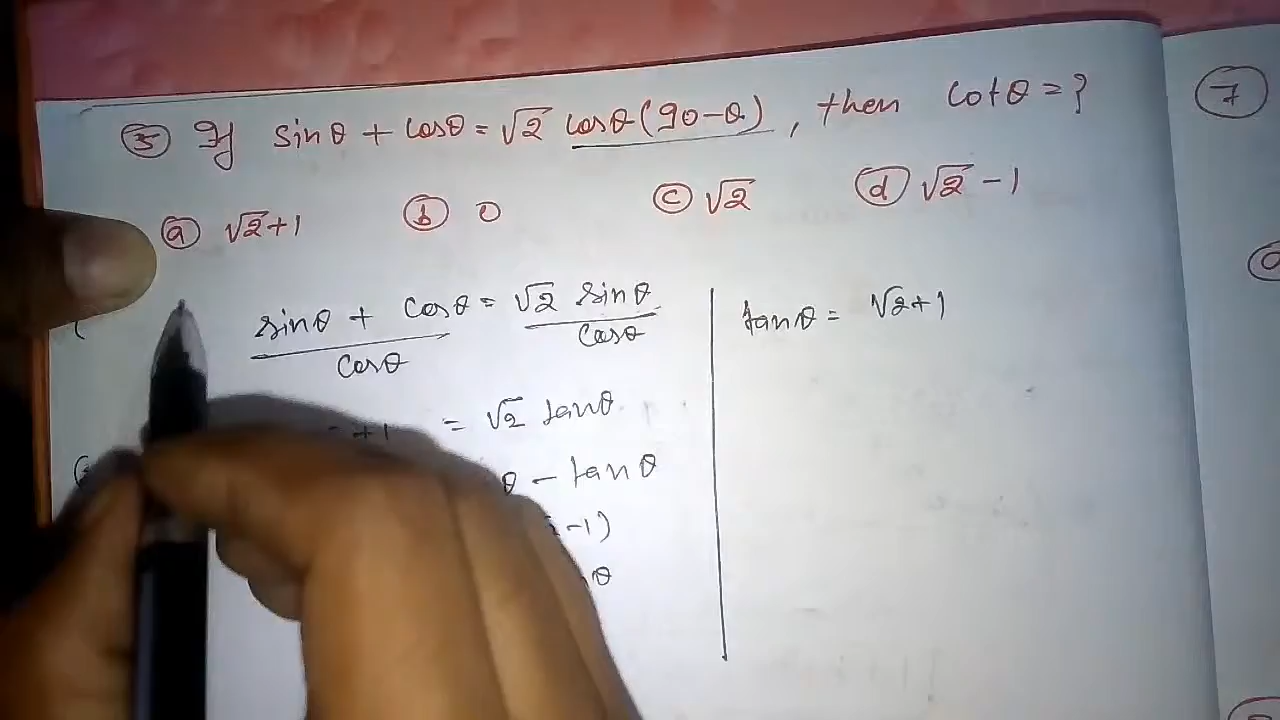 ⑤ If sinθ + cosθ = √2 cosθ(90-θ), then cotθ = ?
ⓐ √2+1 ⓑ 0 ⓒ √2 ⓓ √2 - 1
sinθ + cosθ / cosθ = √2 sinθ / cosθ
+1 = √2 tanθ
θ - tanθ
-1)
θ
tanθ = √2+1
⑦